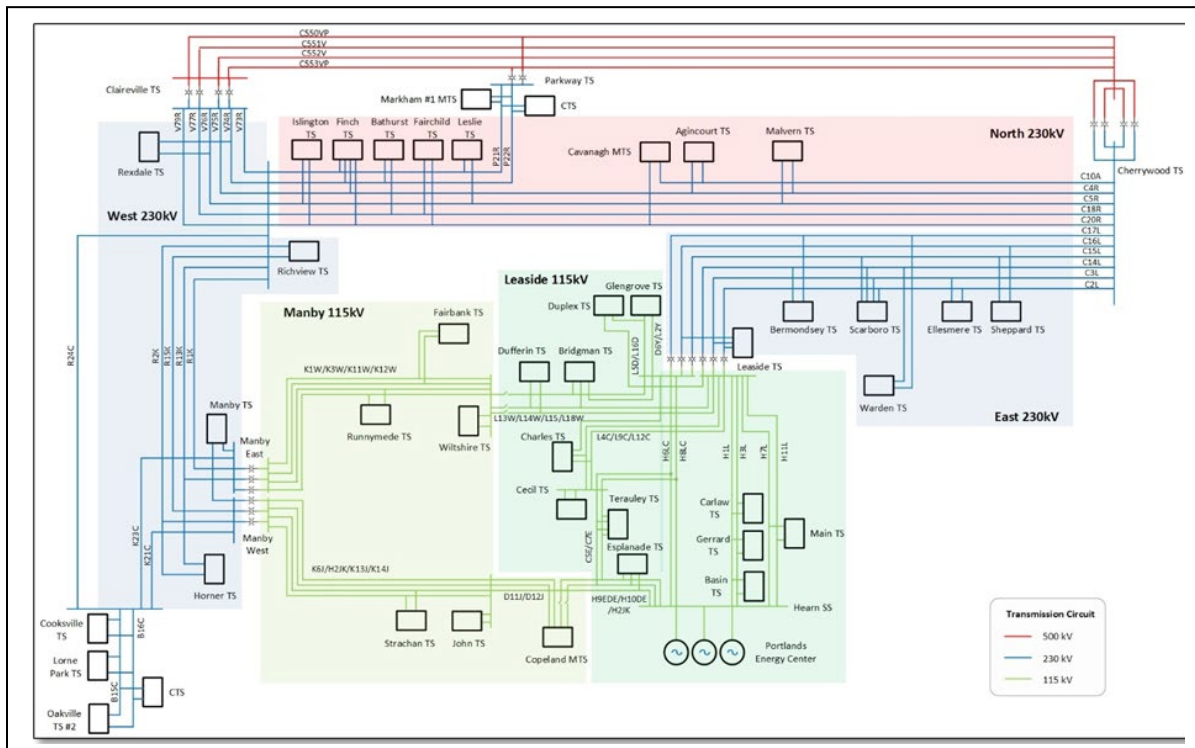 C550VP
C551V
C552V
C553VP
Claireville TS
Parkway TS
Markham #1 MTS
CTS
V79R
V77R
V76R
V75R
V74R
V73R
Islington
TS
Finch
TS
Bathurst
TS
Fairchild
TS
Leslie
TS
P21R
P22R
Cavanagh MTS
Agincourt TS
Malvern TS
North 230kV
Cherrywood TS
Rexdale TS
West 230kV
C10A
C4R
C5R
C18R
C20R
C17L
C16L
C15L
C14L
C3L
C2L
Richview TS
R24C
R2K
R15K
R13K
R1K
Leaside 115kV
Glengrove TS
Duplex TS
L5D/L16D
D6Y/L2Y
Bermondsey
TS
Scarboro
TS
Ellesmere
TS
Sheppard
TS
Leaside TS
Warden TS
East 230kV
Manby 115kV
Fairbank TS
K1W/K3W/K11W/K12W
Runnymede TS
Dufferin TS
Bridgman TS
L13W/L14W/L15/L18W
Wiltshire TS
Manby TS
Manby
East
Manby
West
Charles TS
L4C/L9C/L12C
H6LC
H8LC
H1L
H3L
H7L
H11L
Cecil TS
Terauley TS
C5E/C7E
Esplanade TS
Carlaw
TS
Gerrard
TS
Basin
TS
Main TS
K23C
K21C
Horner TS
K6J/H2JK/K13J/K14J
D11J/D12J
H9EDE/H10DE
/H2JK
Hearn SS
Strachan TS
John TS
Copeland MTS
Portlands
Energy Center
Cooksville
TS
B16C
Lorne
Park TS
B15C
CTS
Oakville
TS #2
Transmission Circuit
500 kV
230 kV
115 kV